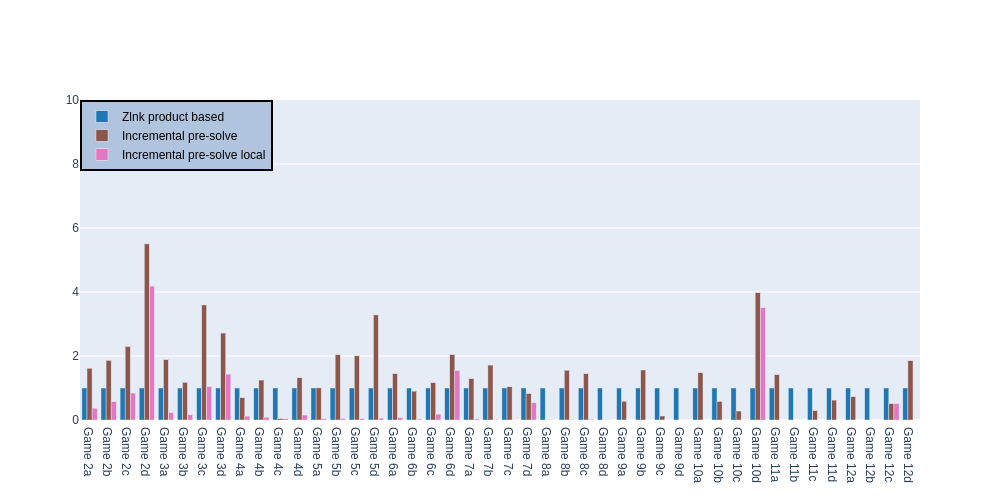 10
8
6
4
2
0
Zlnk product based
Incremental pre-solve
Incremental pre-solve local
Game 2a
Game 2b
Game 2c
Game 2d
Game 3a
Game 3b
Game 3c
Game 3d
Game 4a
Game 4b
Game 4c
Game 4d
Game 5a
Game 5b
Game 5c
Game 5d
Game 6a
Game 6b
Game 6c
Game 6d
Game 7a
Game 7b
Game 7c
Game 7d
Game 8a
Game 8b
Game 8c
Game 8d
Game 9a
Game 9b
Game 9c
Game 9d
Game 10a
Game 10b
Game 10c
Game 10d
Game 11a
Game 11b
Game 11c
Game 11d
Game 12a
Game 12b
Game 12c
Game 12d